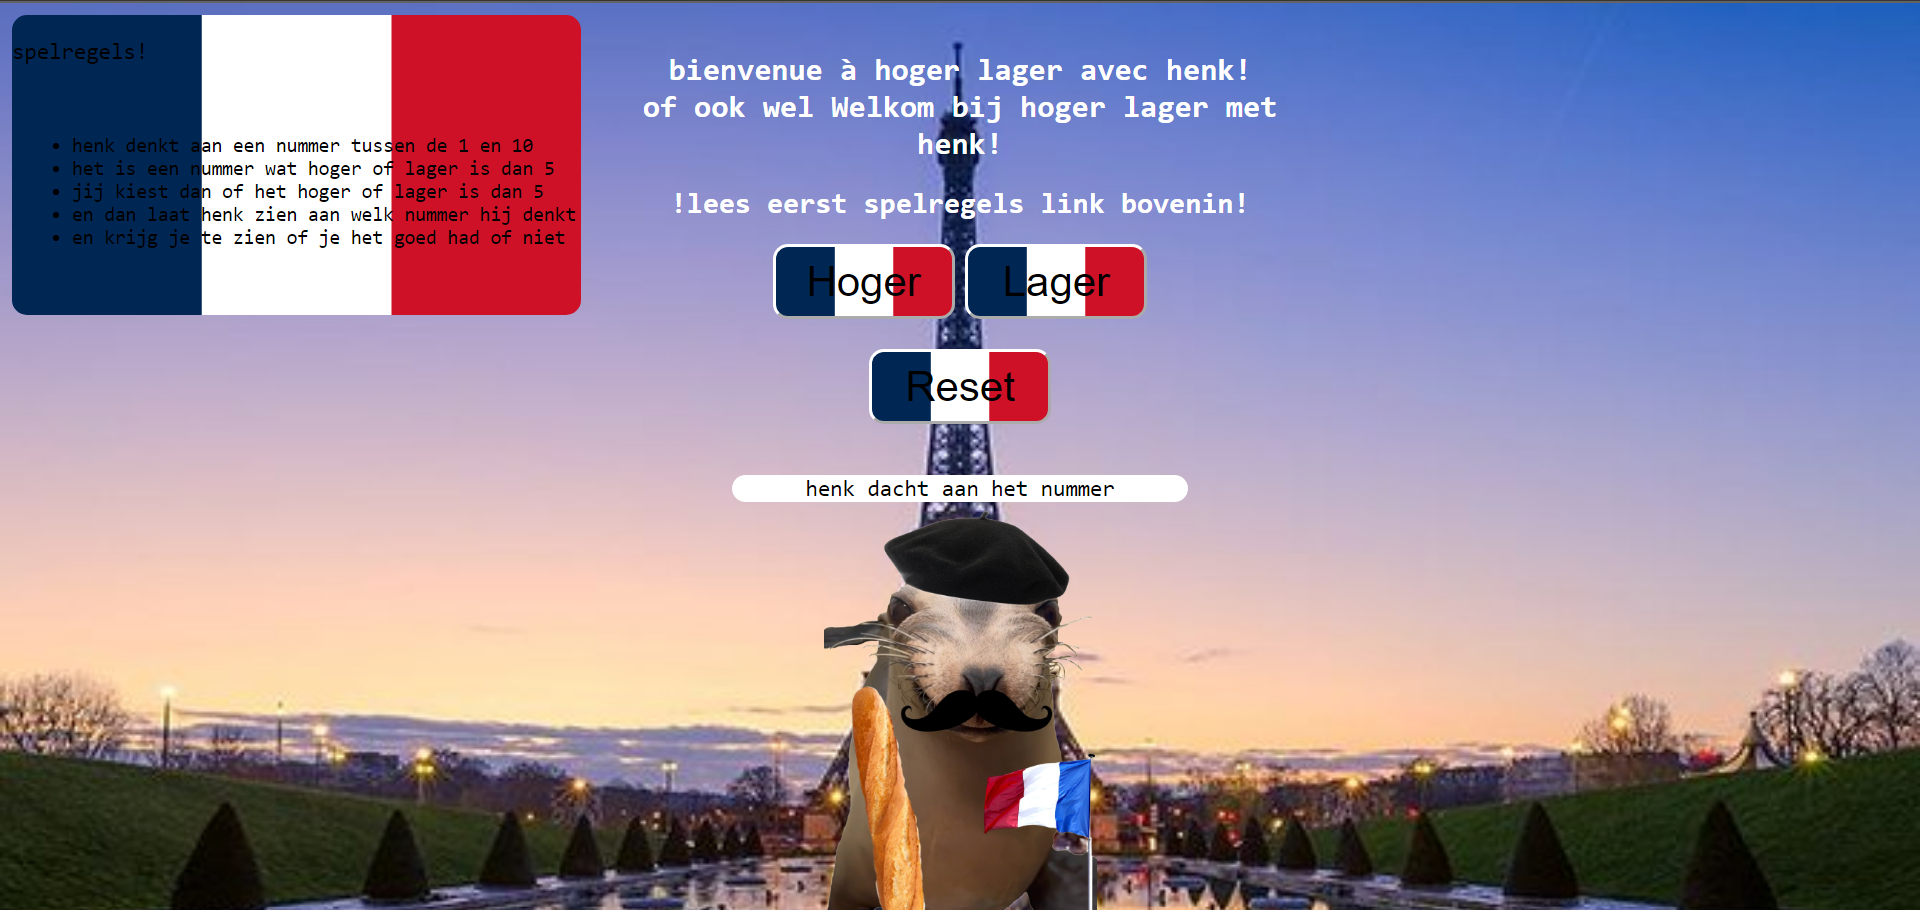 spelregels!
henk denkt aan een nummer tussen de 1 en 10
het is een nummer wat hoger of lager is dan 5
jij kiest dan of het hoger of lager is dan 5
en dan laat henk zien aan welk nummer hij denkt
en krijg je te zien of je het goed had of niet
bienvenue à hoger lager avec henk!
of ook wel Welkom bij hoger lager met
henk!
!lees eerst spelregels link bovenin!
Hoger
Lager
Reset
henk dacht aan het nummer